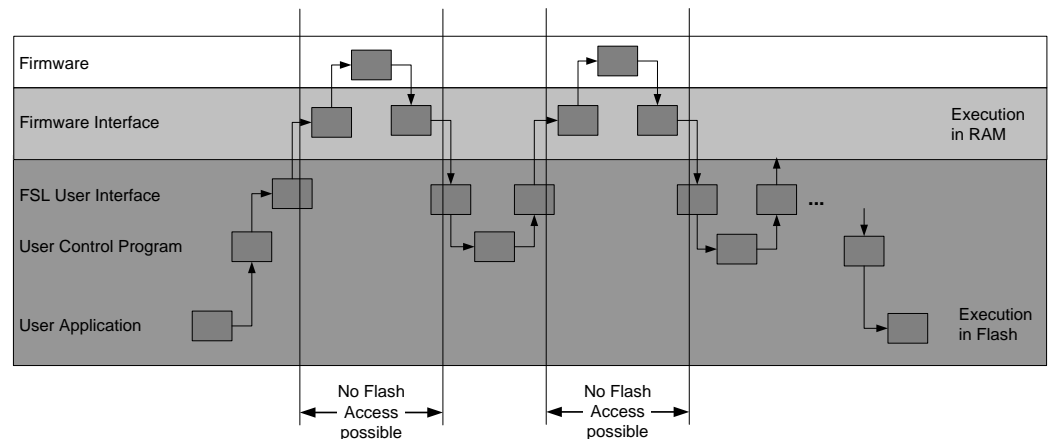 Firmware
Firmware Interface
Execution
in RAM
FSL User Interface
...
User Control Program
User Application
Execution
in Flash
No Flash
Access
possible
No Flash
Access
possible